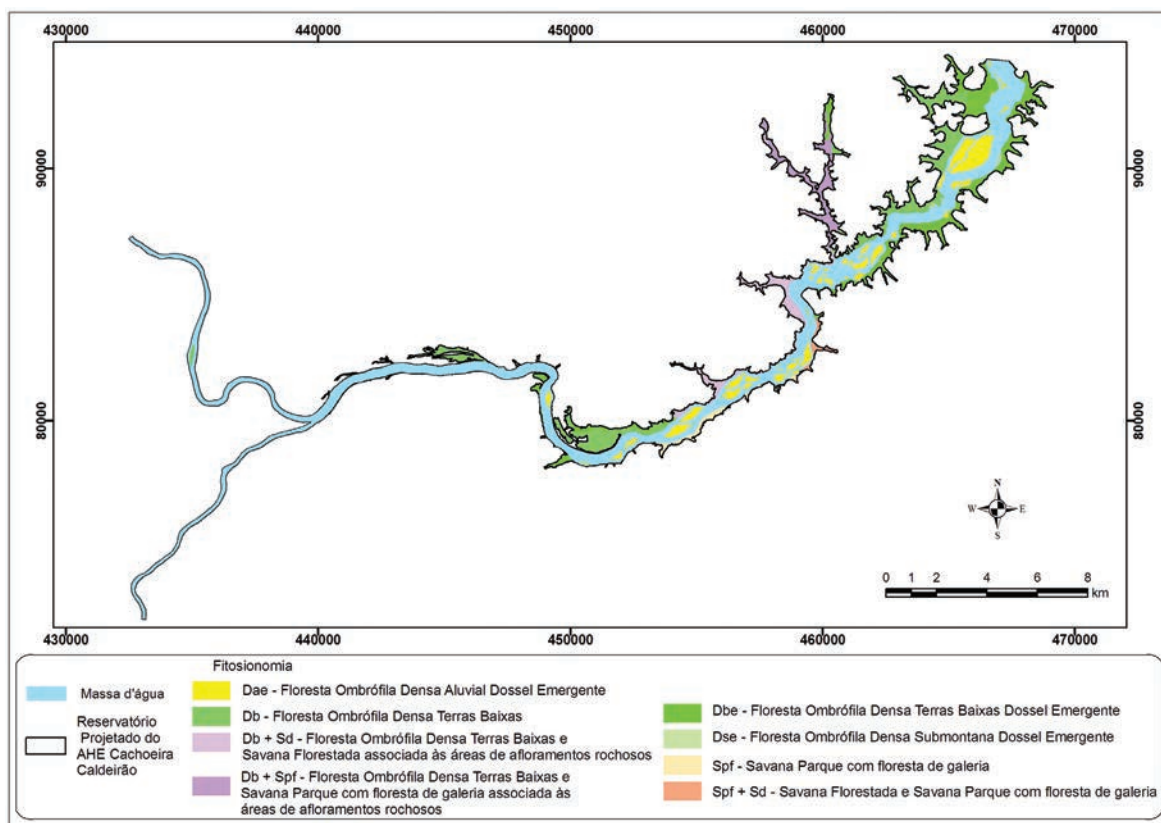 430000 440000 450000 460000 470000
90000 90000
80000 80000
N
W E
S
0 1 2 4 6 8
km
430000 440000 450000 460000 470000
Fitosionomia
Massa d'água
Reservatório
Projetado do
AHE Cachoeira
Caldeirão
Dae - Floresta Ombrófila Densa Aluvial Dossel Emergente
Db - Floresta Ombrófila Densa Terras Baixas
Db + Sd - Floresta Ombrófila Densa Terras Baixas e
Savana Florestada associada às áreas de afloramentos rochosos
Db + Spf - Floresta Ombrófila Densa Terras Baixas e
Savana Parque com floresta de galeria associada às
áreas de afloramentos rochosos
Dbe - Floresta Ombrófila Densa Terras Baixas Dossel Emergente
Dse - Floresta Ombrófila Densa Submontana Dossel Emergente
Spf - Savana Parque com floresta de galeria
Spf + Sd - Savana Florestada e Savana Parque com floresta de galeria